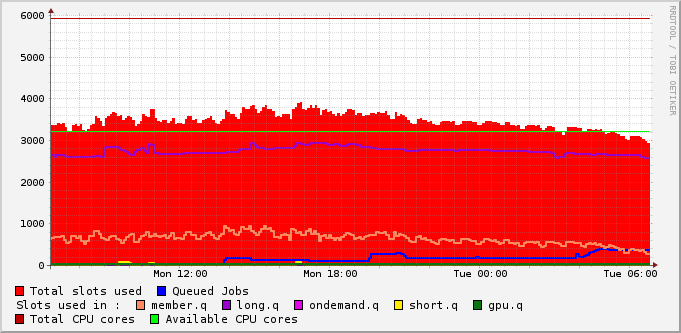 6000
5000
4000
3000
2000
1000
0
Mon 12:00 Mon 18:00 Tue 00:00 Tue 06:00
Total slots used Queued Jobs
Slots used in : member.q long.q ondemand.q short.q gpu.q
Total CPU cores Available CPU cores
RRDTOOL / TOBI OETIKER